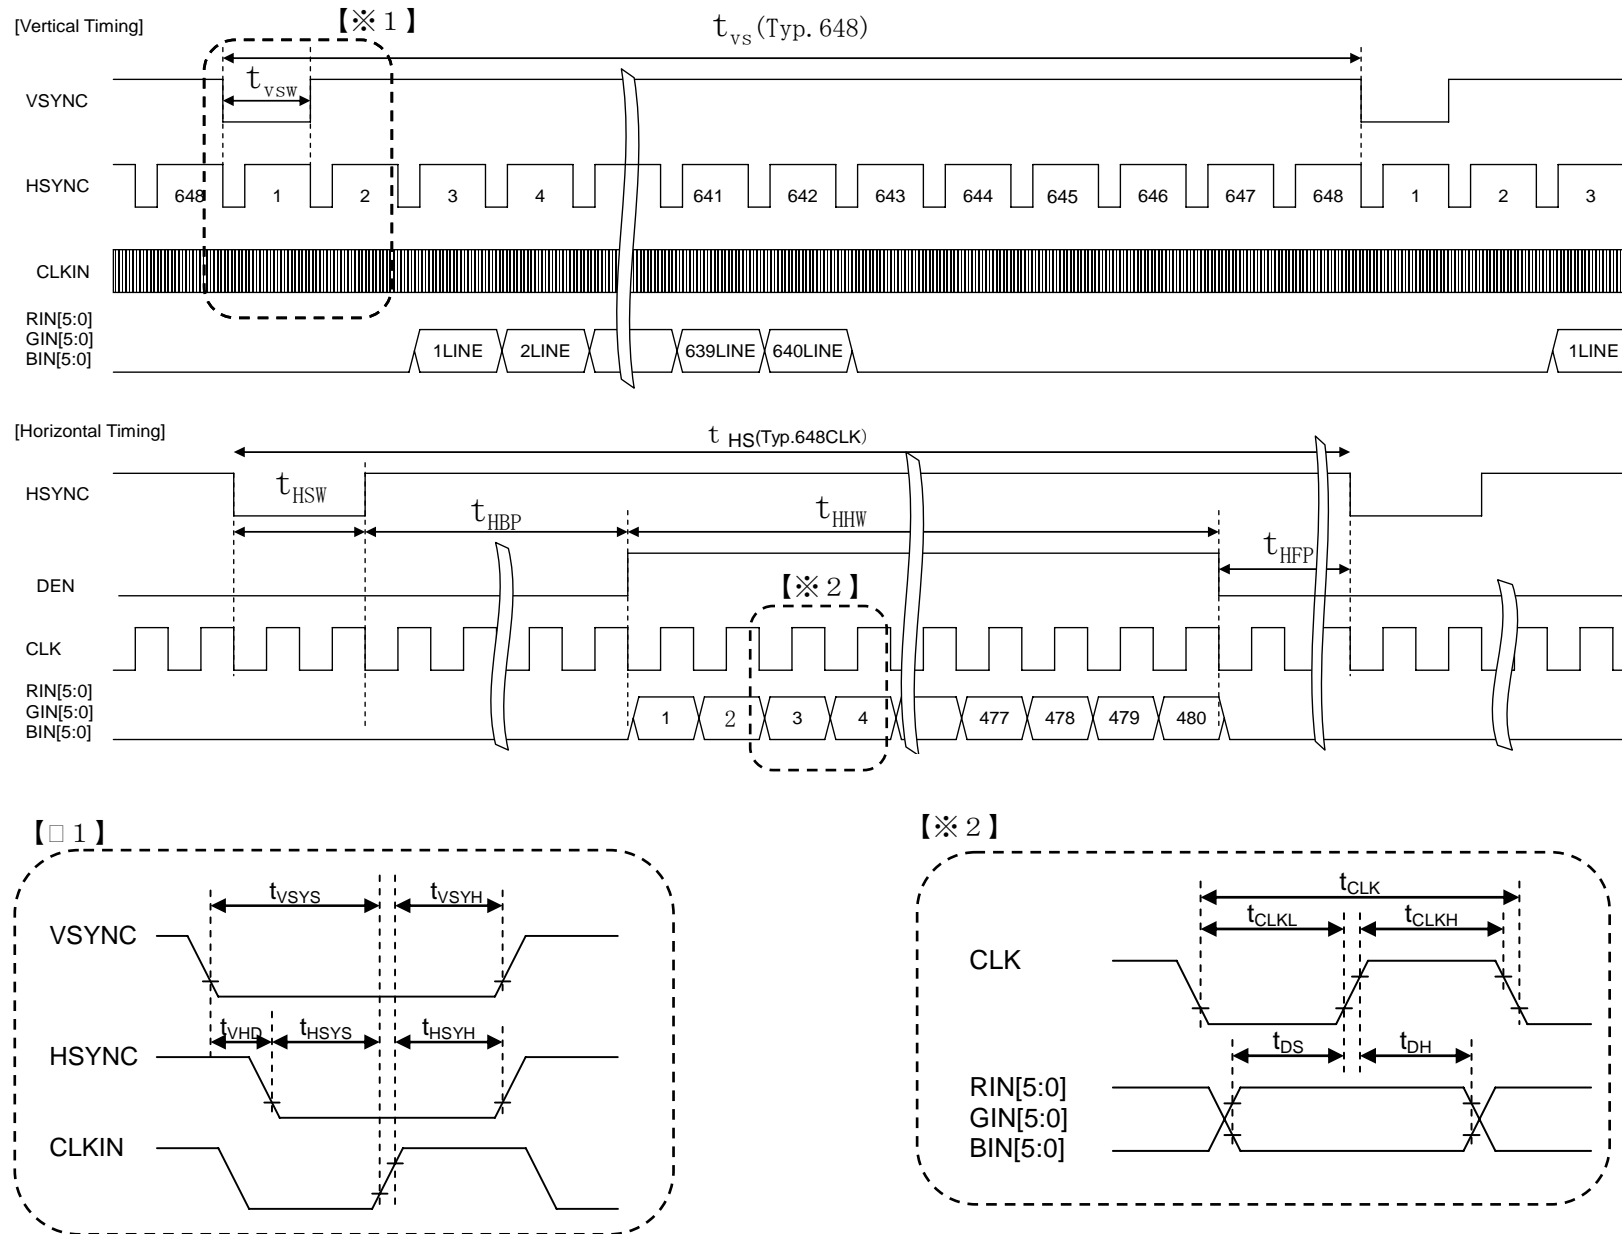 [Vertical Timing]
【※１】
tvs(Typ.648)
tvsw
VSYNC
HSYNC
648 1 2 3 4 641 642 643 644 645 646 647 648 1 2 3
CLKIN
RIN[5:0]
GIN[5:0]
BIN[5:0]
1LINE 2LINE 639LINE 640LINE 1LINE
[Horizontal Timing]
t HS(Typ.648CLK)
HSYNC
tHSW
tHBP
tHHW
tHFP
DEN
【※２】
CLK
RIN[5:0]
GIN[5:0]
BIN[5:0]
1 2 3 4 477 478 479 480
【□１】
tVSYS tVSYH
VSYNC
tVHD tHSYS tHSYH
HSYNC
CLKIN
【※２】
tCLK
tCLKL tCLKH
CLK
tDS tDH
RIN[5:0]
GIN[5:0]
BIN[5:0]